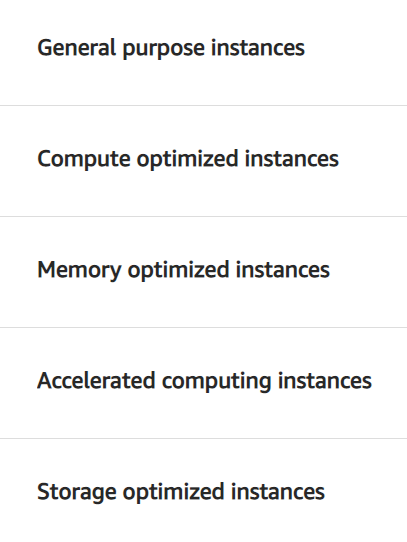 General purpose instances
Compute optimized instances
Memory optimized instances
Accelerated computing instances
Storage optimized instances